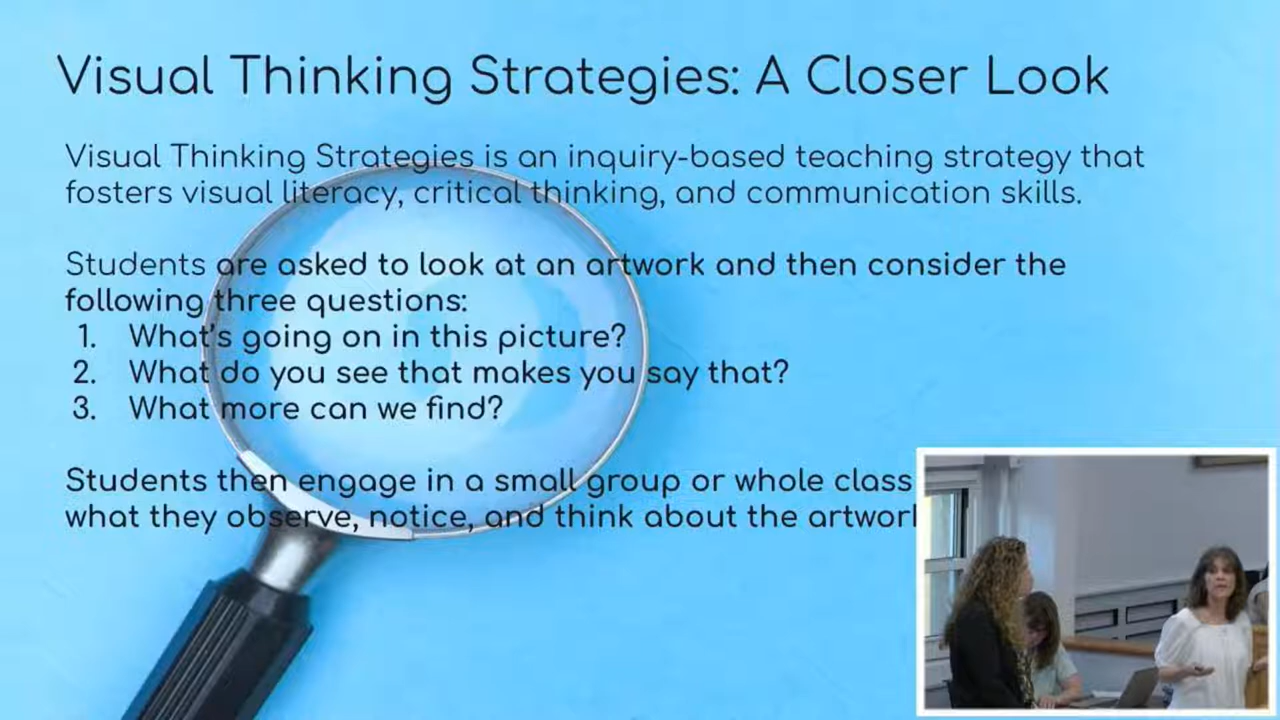 Visual Thinking Strategies: A Closer Look
Visual Thinking Strategies is an inquiry-based teaching strategy that
fosters visual literacy, critical thinking, and communication skills.
Students are asked to look at an artwork and then consider the
following three questions:
1. What's going on in this picture?
2. What do you see that makes you say that?
3. What more can we find?
Students then engage in a small group or whole class
what they observe, notice, and think about the